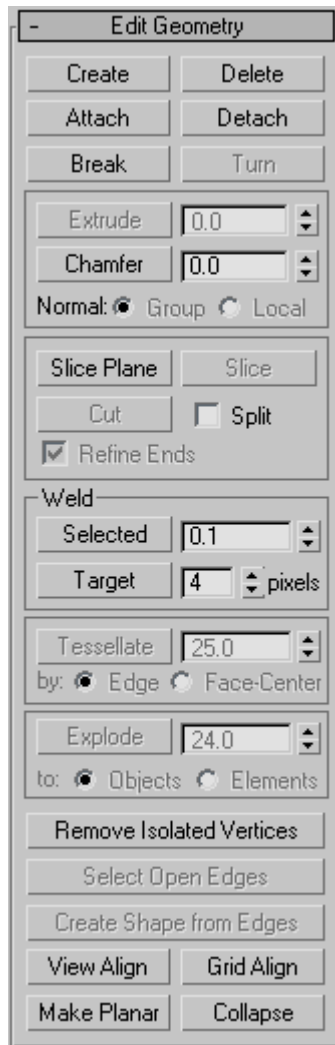 - Edit Geometry
Create Delete
Attach Detach
Break Turn
Extrude 0.0
Chamfer 0.0
Normal: Group Local
Slice Plane Slice
Cut Split
Refine Ends
Weld
Selected 0.1
Target 4 pixels
Tessellate 25.0
by: Edge Face-Center
Explode 24.0
to: Objects Elements
Remove Isolated Vertices
Select Open Edges
Create Shape from Edges
View Align Grid Align
Make Planar Collapse